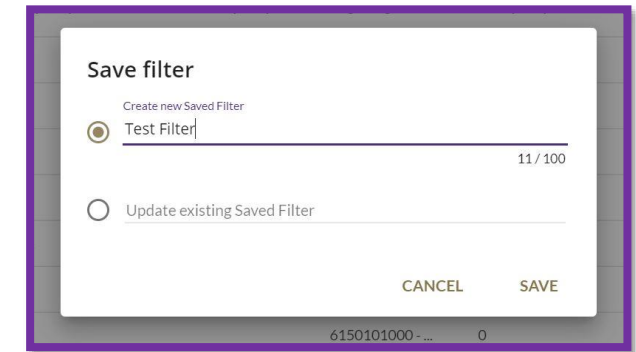 Save filter
Create new Saved Filter
Test Filter
11 / 100
Update existing Saved Filter
CANCEL SAVE
6150101000 - ... 0